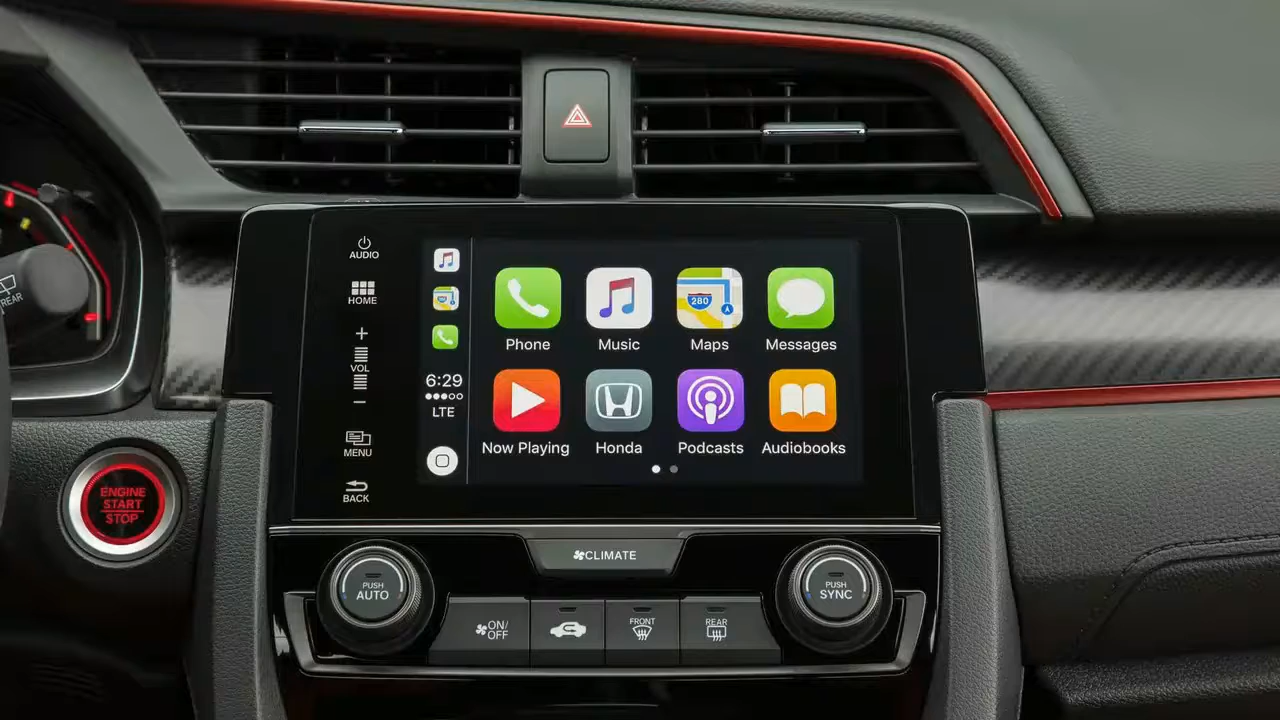 REAR
AUDIO
HOME
+
VOL
−
MENU
BACK
6:29
LTE
280
Phone
Music
Maps
Messages
Now Playing
Honda
Podcasts
Audiobooks
ENGINE
START
STOP
CLIMATE
PUSH
AUTO
PUSH
SYNC
ON/
OFF
FRONT
REAR